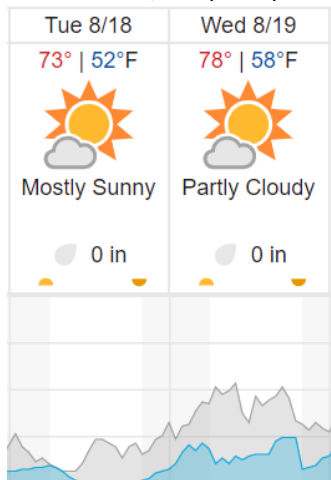 Tue 8/18 Wed 8/19
73° | 52°F 78° | 58°F
Mostly Sunny Partly Cloudy
0 in 0 in